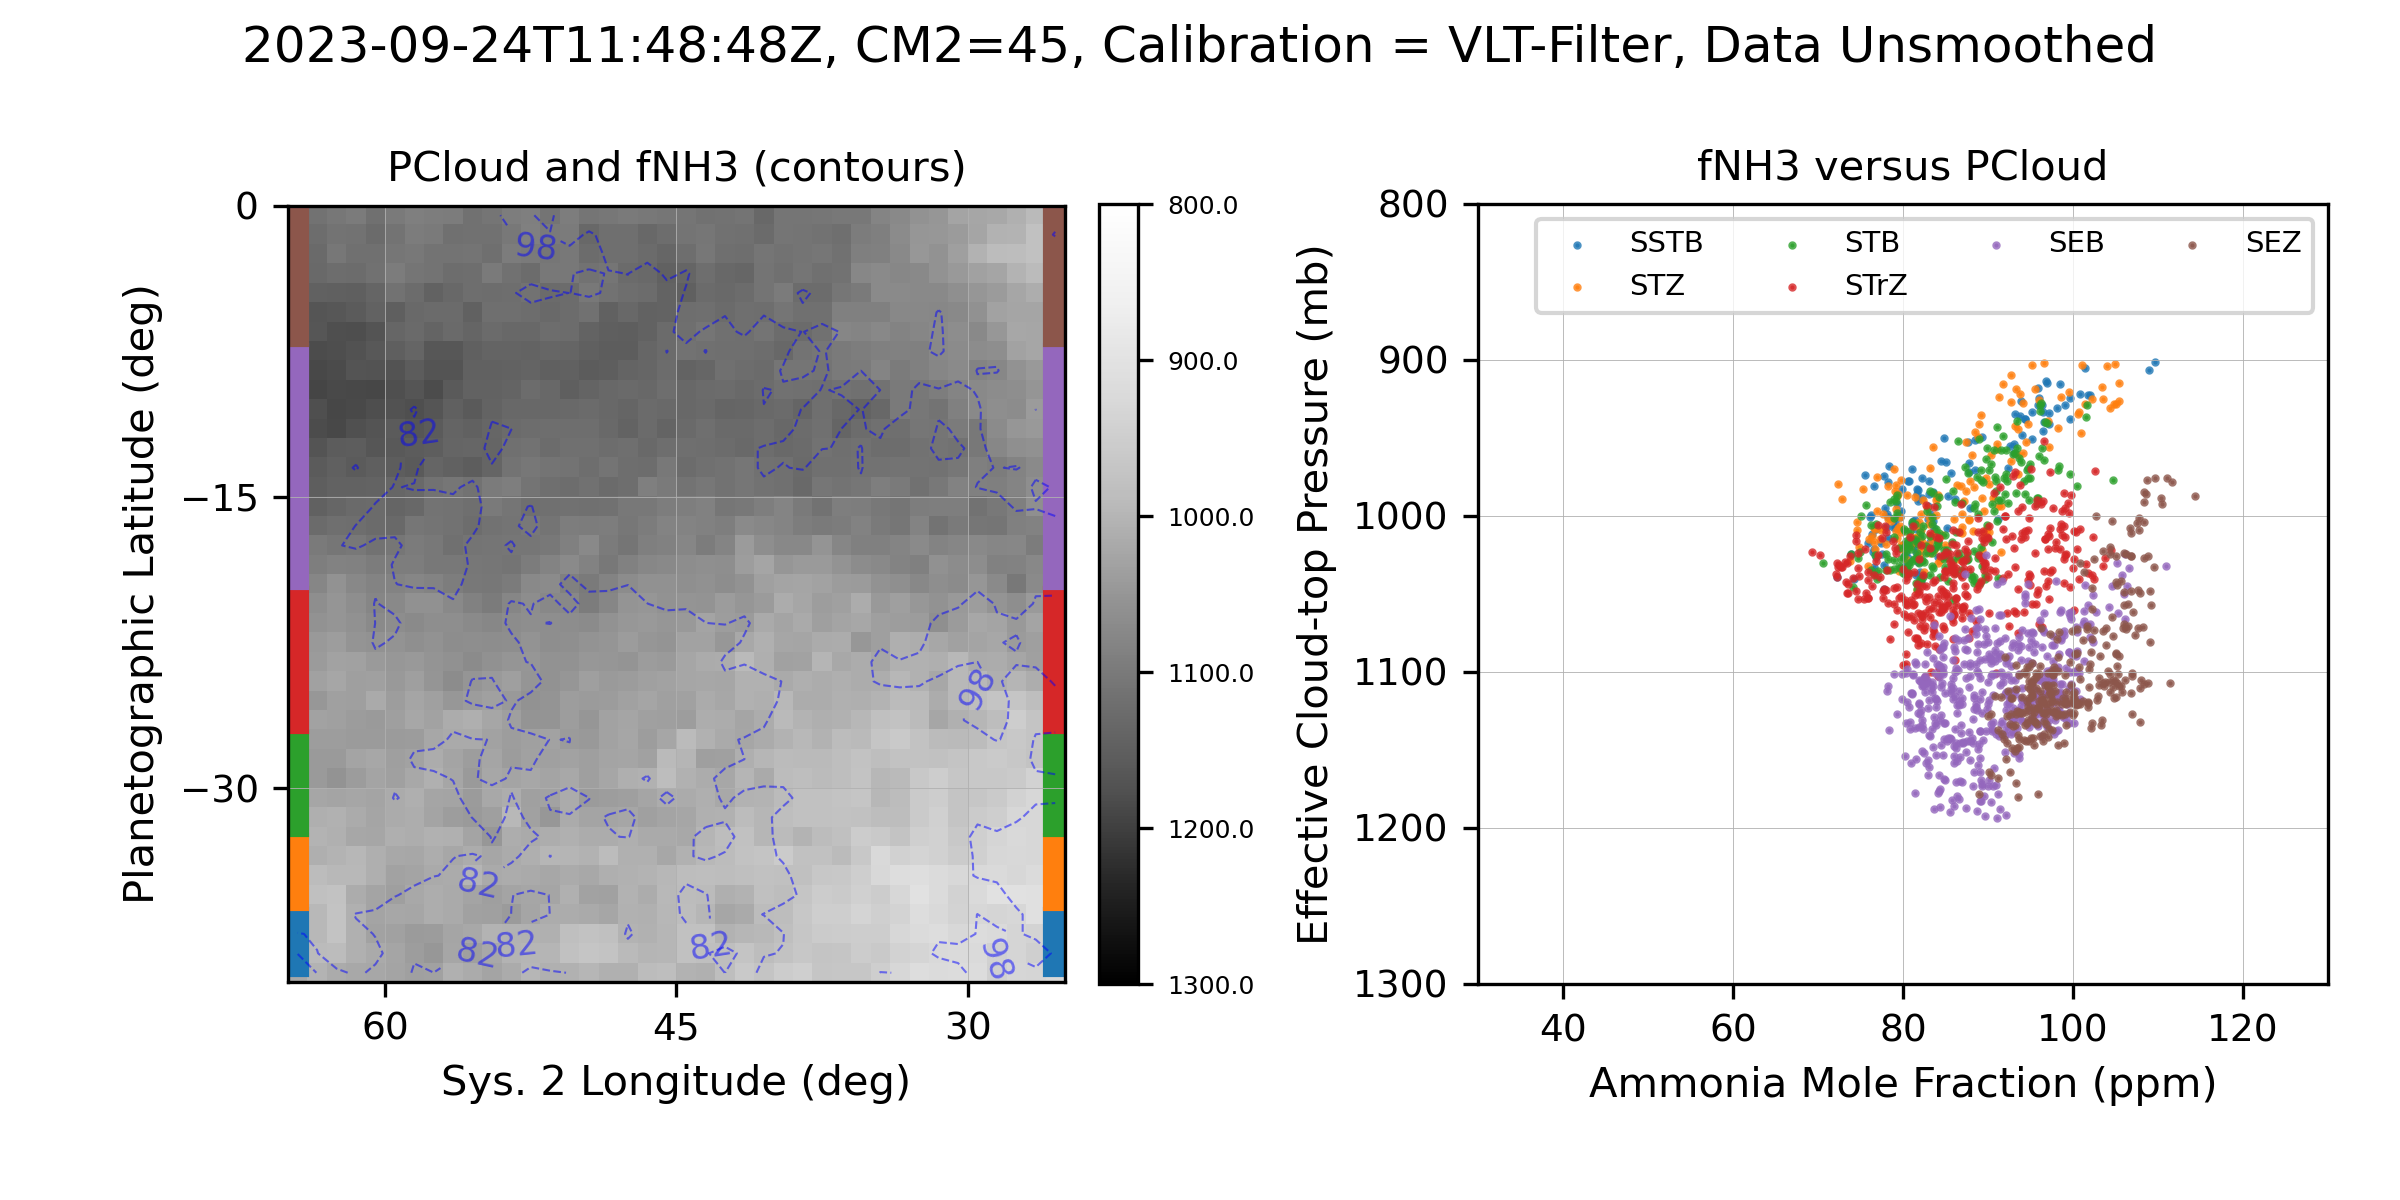 2023-09-24T11:48:48Z, CM2=45, Calibration = VLT-Filter, Data Unsmoothed
PCloud and fNH3 (contours)
Planetographic Latitude (deg)
0
−15
−30
98
82
98
82
82
82
82
98
60
45
30
Sys. 2 Longitude (deg)
800.0
900.0
1000.0
1100.0
1200.0
1300.0
fNH3 versus PCloud
Effective Cloud-top Pressure (mb)
800
900
1000
1100
1200
1300
SSTB STB SEB SEZ
STZ STrZ
40 60 80 100 120
Ammonia Mole Fraction (ppm)